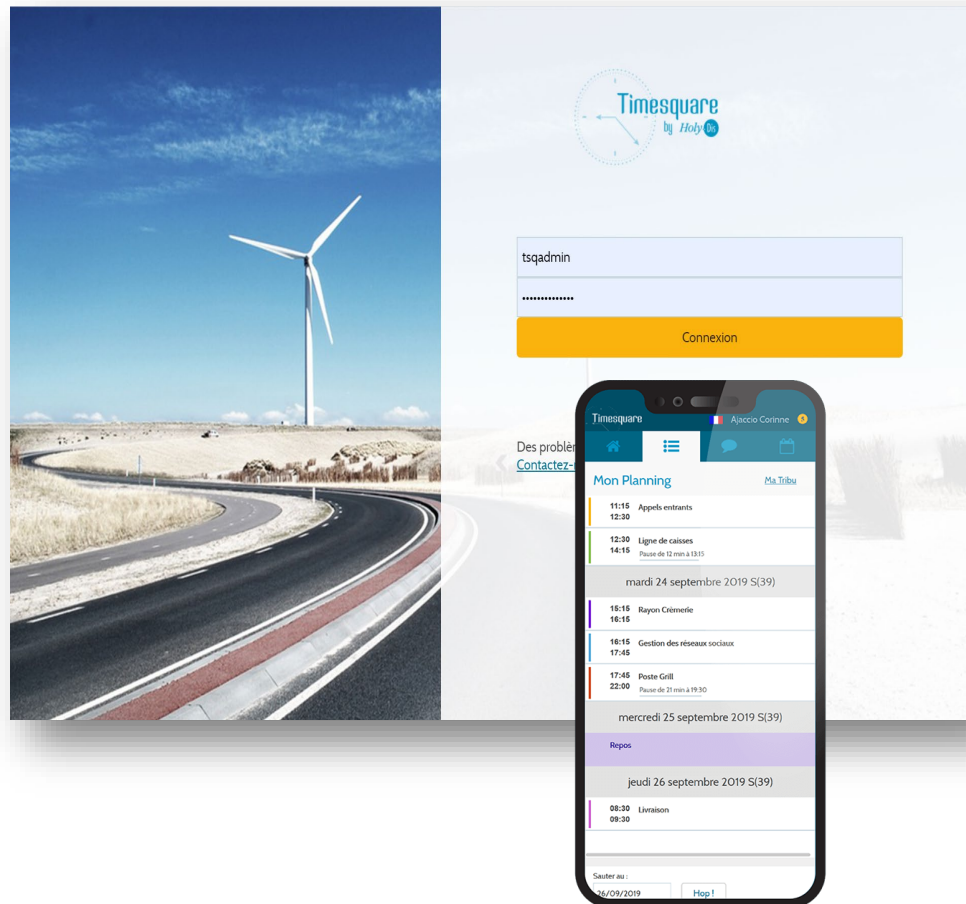 Timesquare
by Holy Dis
tsqadmin
••••••••••••••
Connexion
Des problè
Contactez-
Timesquare
Ajaccio Corinne
Mon Planning
Ma Tribu
11:15 Appels entrants
12:30
12:30 Ligne de caisses
14:15 Pause de 12 min à 13:15
mardi 24 septembre 2019 S(39)
15:15 Rayon Crèmerie
16:15
16:15 Gestion des réseaux sociaux
17:45
17:45 Poste Grill
22:00 Pause de 21 min à 19:30
mercredi 25 septembre 2019 S(39)
Repos
jeudi 26 septembre 2019 S(39)
08:30 Livraison
09:30
Sauter au :
26/09/2019 Hop !